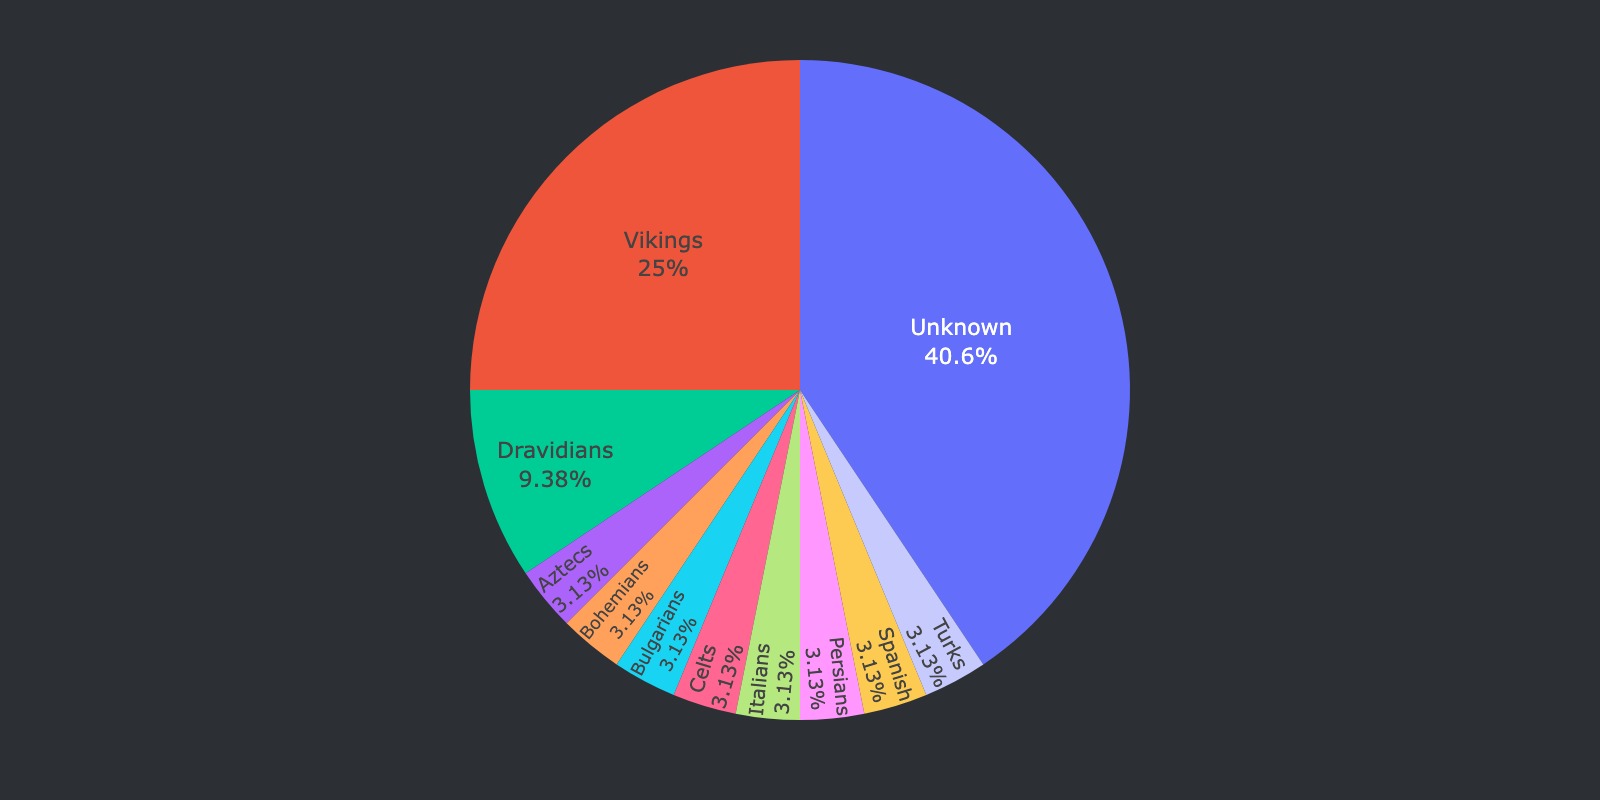 Vikings
25%
Unknown
40.6%
Dravidians
9.38%
Aztecs
3.13%
Bohemians
3.13%
Bulgarians
3.13%
Celts
3.13%
Italians
3.13%
Persians
3.13%
Spanish
3.13%
Turks
3.13%